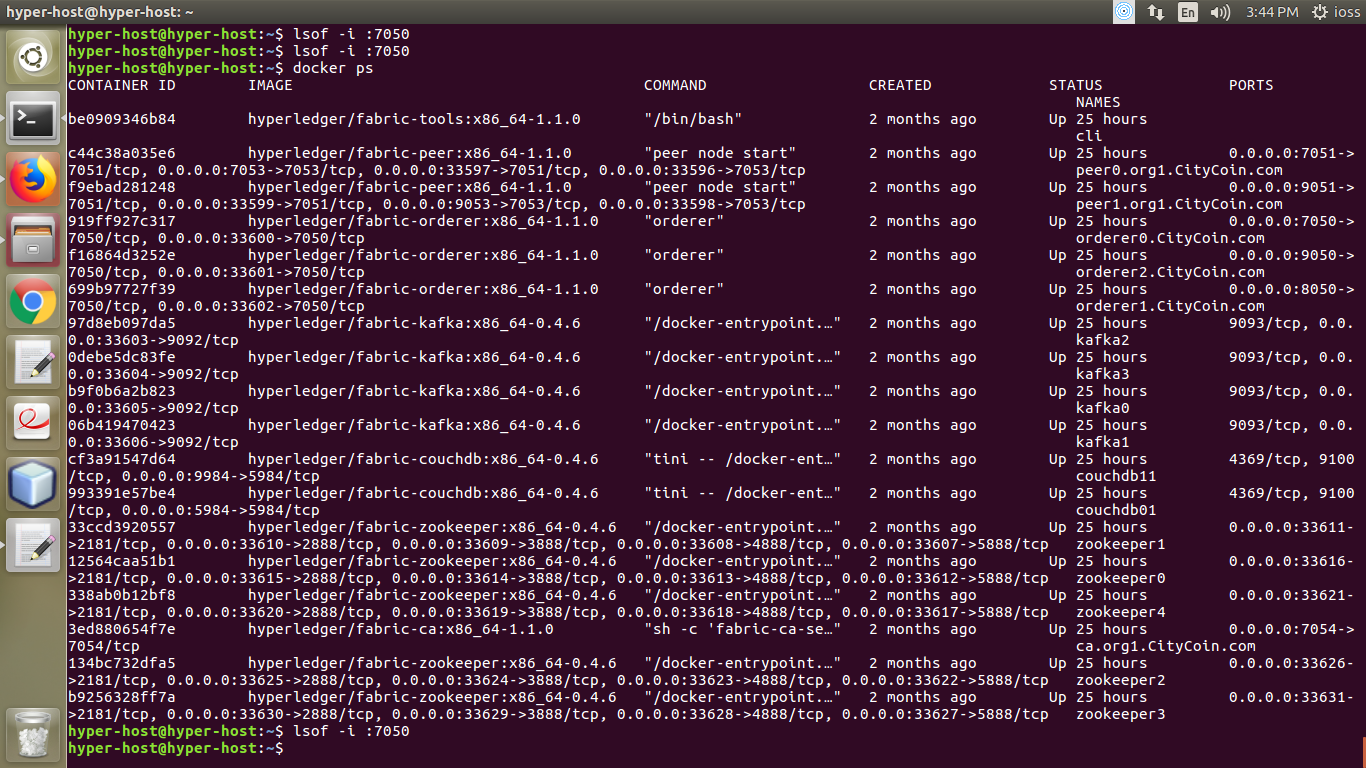 hyper-host@hyper-host: ~
En
3:44 PM
ioss
hyper-host@hyper-host:~$ lsof -i :7050
hyper-host@hyper-host:~$ lsof -i :7050
hyper-host@hyper-host:~$ docker ps
CONTAINER ID        IMAGE                                       COMMAND                  CREATED             STATUS              PORTS
NAMES
be0909346b84        hyperledger/fabric-tools:x86_64-1.1.0       "/bin/bash"              2 months ago        Up 25 hours
cli
c44c38a035e6        hyperledger/fabric-peer:x86_64-1.1.0        "peer node start"        2 months ago        Up 25 hours         0.0.0.0:7051->
7051/tcp, 0.0.0.0:7053->7053/tcp, 0.0.0.0:33597->7051/tcp, 0.0.0.0:33596->7053/tcp   peer0.org1.CityCoin.com
f9ebad281248        hyperledger/fabric-peer:x86_64-1.1.0        "peer node start"        2 months ago        Up 25 hours         0.0.0.0:9051->
7051/tcp, 0.0.0.0:33599->7051/tcp, 0.0.0.0:9053->7053/tcp, 0.0.0.0:33598->7053/tcp   peer1.org1.CityCoin.com
919ff927c317        hyperledger/fabric-orderer:x86_64-1.1.0     "orderer"                2 months ago        Up 25 hours         0.0.0.0:7050->
7050/tcp, 0.0.0.0:33600->7050/tcp   orderer0.CityCoin.com
f16864d3252e        hyperledger/fabric-orderer:x86_64-1.1.0     "orderer"                2 months ago        Up 25 hours         0.0.0.0:9050->
7050/tcp, 0.0.0.0:33601->7050/tcp   orderer2.CityCoin.com
699b97727f39        hyperledger/fabric-orderer:x86_64-1.1.0     "orderer"                2 months ago        Up 25 hours         0.0.0.0:8050->
7050/tcp, 0.0.0.0:33602->7050/tcp   orderer1.CityCoin.com
97d8eb097da5        hyperledger/fabric-kafka:x86_64-0.4.6       "/docker-entrypoint.…"   2 months ago        Up 25 hours         9093/tcp, 0.0.
0.0:33603->9092/tcp   kafka2
0debe5dc83fe        hyperledger/fabric-kafka:x86_64-0.4.6       "/docker-entrypoint.…"   2 months ago        Up 25 hours         9093/tcp, 0.0.
0.0:33604->9092/tcp   kafka3
b9f0b6a2b823        hyperledger/fabric-kafka:x86_64-0.4.6       "/docker-entrypoint.…"   2 months ago        Up 25 hours         9093/tcp, 0.0.
0.0:33605->9092/tcp   kafka0
06b419470423        hyperledger/fabric-kafka:x86_64-0.4.6       "/docker-entrypoint.…"   2 months ago        Up 25 hours         9093/tcp, 0.0.
0.0:33606->9092/tcp   kafka1
cf3a91547d64        hyperledger/fabric-couchdb:x86_64-0.4.6     "tini -- /docker-ent…"   2 months ago        Up 25 hours         4369/tcp, 9100
/tcp, 0.0.0.0:9984->5984/tcp   couchdb11
993391e57be4        hyperledger/fabric-couchdb:x86_64-0.4.6     "tini -- /docker-ent…"   2 months ago        Up 25 hours         4369/tcp, 9100
/tcp, 0.0.0.0:5984->5984/tcp   couchdb01
33ccd3920557        hyperledger/fabric-zookeeper:x86_64-0.4.6   "/docker-entrypoint.…"   2 months ago        Up 25 hours         0.0.0.0:33611-
>2181/tcp, 0.0.0.0:33610->2888/tcp, 0.0.0.0:33609->3888/tcp, 0.0.0.0:33608->4888/tcp, 0.0.0.0:33607->5888/tcp   zookeeper1
12564caa51b1        hyperledger/fabric-zookeeper:x86_64-0.4.6   "/docker-entrypoint.…"   2 months ago        Up 25 hours         0.0.0.0:33616-
>2181/tcp, 0.0.0.0:33615->2888/tcp, 0.0.0.0:33614->3888/tcp, 0.0.0.0:33613->4888/tcp, 0.0.0.0:33612->5888/tcp   zookeeper0
338ab0b12bf8        hyperledger/fabric-zookeeper:x86_64-0.4.6   "/docker-entrypoint.…"   2 months ago        Up 25 hours         0.0.0.0:33621-
>2181/tcp, 0.0.0.0:33620->2888/tcp, 0.0.0.0:33619->3888/tcp, 0.0.0.0:33618->4888/tcp, 0.0.0.0:33617->5888/tcp   zookeeper4
3ed880654f7e        hyperledger/fabric-ca:x86_64-1.1.0          "sh -c 'fabric-ca-se…"   2 months ago        Up 25 hours         0.0.0.0:7054->
7054/tcp   ca.org1.CityCoin.com
134bc732dfa5        hyperledger/fabric-zookeeper:x86_64-0.4.6   "/docker-entrypoint.…"   2 months ago        Up 25 hours         0.0.0.0:33626-
>2181/tcp, 0.0.0.0:33625->2888/tcp, 0.0.0.0:33624->3888/tcp, 0.0.0.0:33623->4888/tcp, 0.0.0.0:33622->5888/tcp   zookeeper2
b9256328ff7a        hyperledger/fabric-zookeeper:x86_64-0.4.6   "/docker-entrypoint.…"   2 months ago        Up 25 hours         0.0.0.0:33631-
>2181/tcp, 0.0.0.0:33630->2888/tcp, 0.0.0.0:33629->3888/tcp, 0.0.0.0:33628->4888/tcp, 0.0.0.0:33627->5888/tcp   zookeeper3
hyper-host@hyper-host:~$ lsof -i :7050
hyper-host@hyper-host:~$